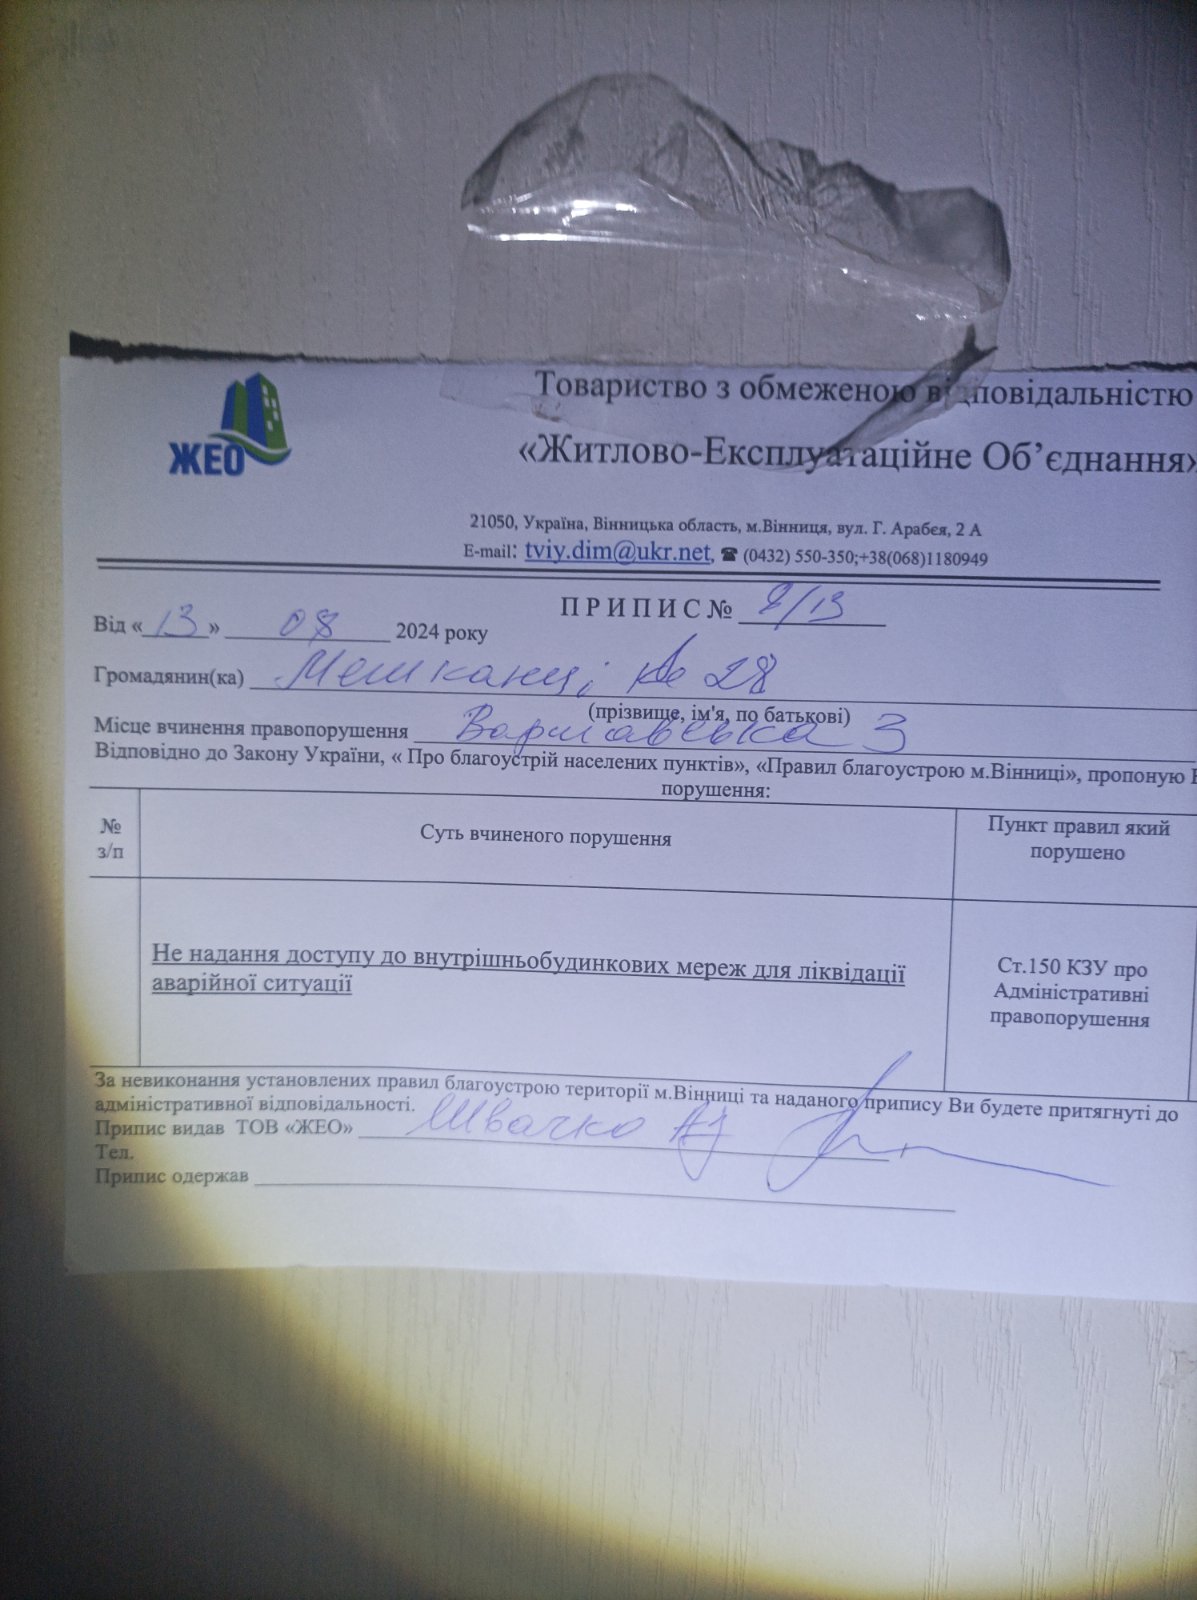 ЖЕО
Товариство з обмеженою відповідальністю
«Житлово-Експлуатаційне Об’єднання»
21050, Україна, Вінницька область, м.Вінниця, вул. Г. Арабея, 2 А
E-mail: tviy.dim@ukr.net, ☎ (0432) 550-350;+38(068)1180949
П Р И П И С № 8/13
Від «13» 08 2024 року
Громадянин(ка) Мешканці кв 28
(прізвище, ім'я, по батькові)
Місце вчинення правопорушення Варшавська 3
Відповідно до Закону України, « Про благоустрій населених пунктів», «Правил благоустрою м.Вінниці», пропоную
порушення:
№ з/п
Суть вчиненого порушення
Пункт правил який
порушено
Не надання доступу до внутрішньобудинкових мереж для ліквідації
аварійної ситуації
Ст.150 КЗУ про
Адміністративні
правопорушення
За невиконання установлених правил благоустрою території м.Вінниці та наданого припису Ви будете притягнуті до
адміністративної відповідальності.
Припис видав ТОВ «ЖЕО» Швачко
Тел.
Припис одержав